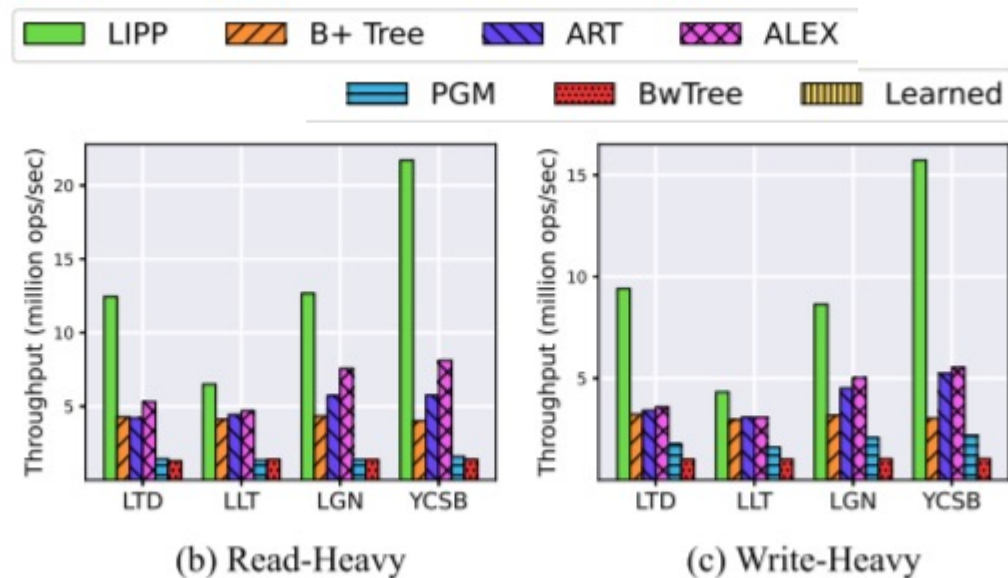 LIPP B+ Tree ART ALEX
PGM BwTree Learned
Throughput (million ops/sec)
20
15
10
5
LTD LLT LGN YCSB
(b) Read-Heavy
Throughput (million ops/sec)
15
10
5
LTD LLT LGN YCSB
(c) Write-Heavy